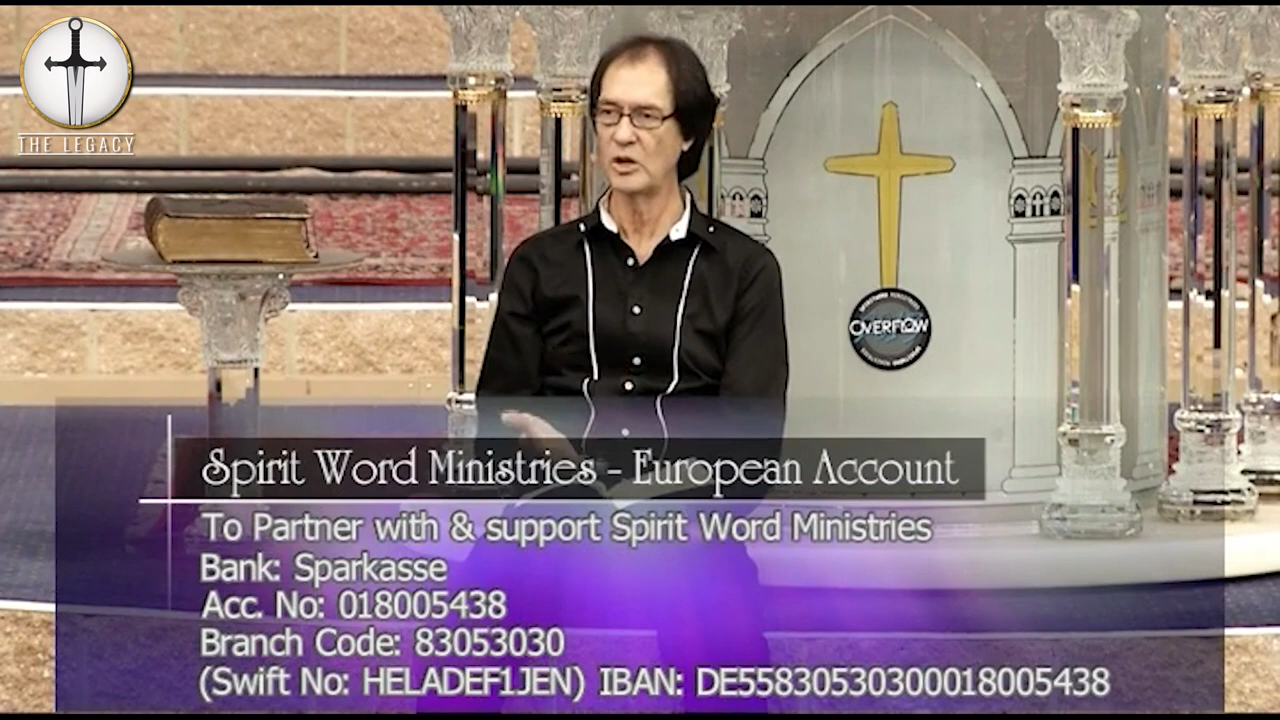 THE LEGACY
OVERFLOW
Spirit Word Ministries - European Account
To Partner with & support Spirit Word Ministries
Bank: Sparkasse
Acc. No: 018005438
Branch Code: 83053030
(Swift No: HELADEF1JEN) IBAN: DE55830530300018005438